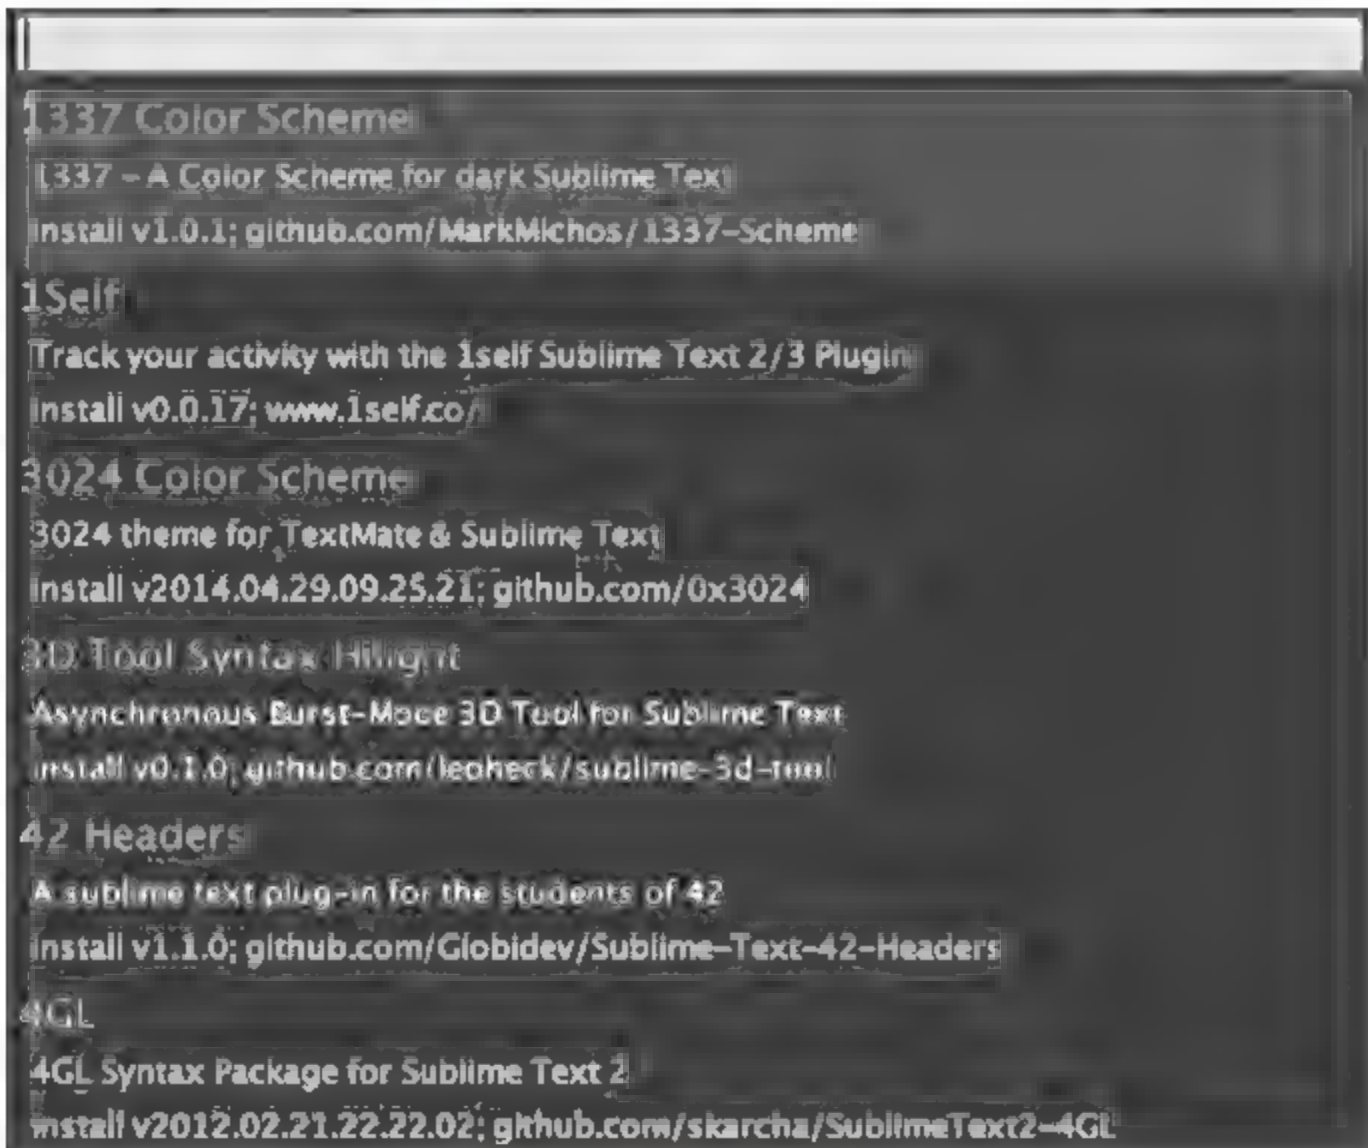 1337 Color Scheme
1337 – A Color Scheme for dark Sublime Text
install v1.0.1; github.com/MarkMichos/1337-Scheme
1Self
Track your activity with the 1self Sublime Text 2/3 Plugin
install v0.0.17; www.1self.co/
3024 Color Scheme
3024 theme for TextMate & Sublime Text
install v2014.04.29.09.25.21; github.com/0x3024
3D Tool Syntax Hilight
Asynchronous Burst-Mode 3D Tool for Sublime Text
install v0.1.0; github.com/leoheck/sublime-3d-tool
42 Headers
A sublime text plug-in for the students of 42
install v1.1.0; github.com/Globidev/Sublime-Text-42-Headers
4GL
4GL Syntax Package for Sublime Text 2
install v2012.02.21.22.22.02; github.com/skarcha/SublimeText2-4GL